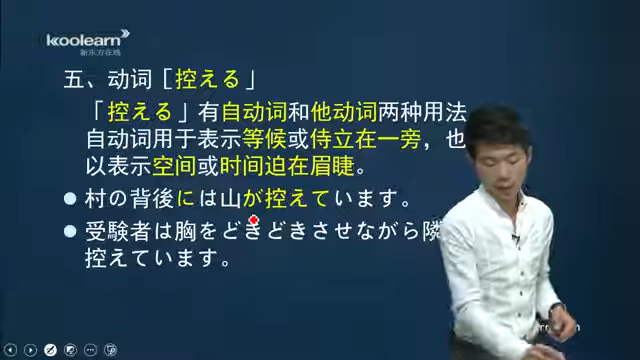 koolearn
新东方在线
五、动词「控える」
「控える」有自动词和他动词两种用法
自动词用于表示等候或侍立在一旁，也
以表示空间或时间迫在眉睫。
村の背後には山が控えています。
受験者は胸をどきどきさせながら隣
控えています。